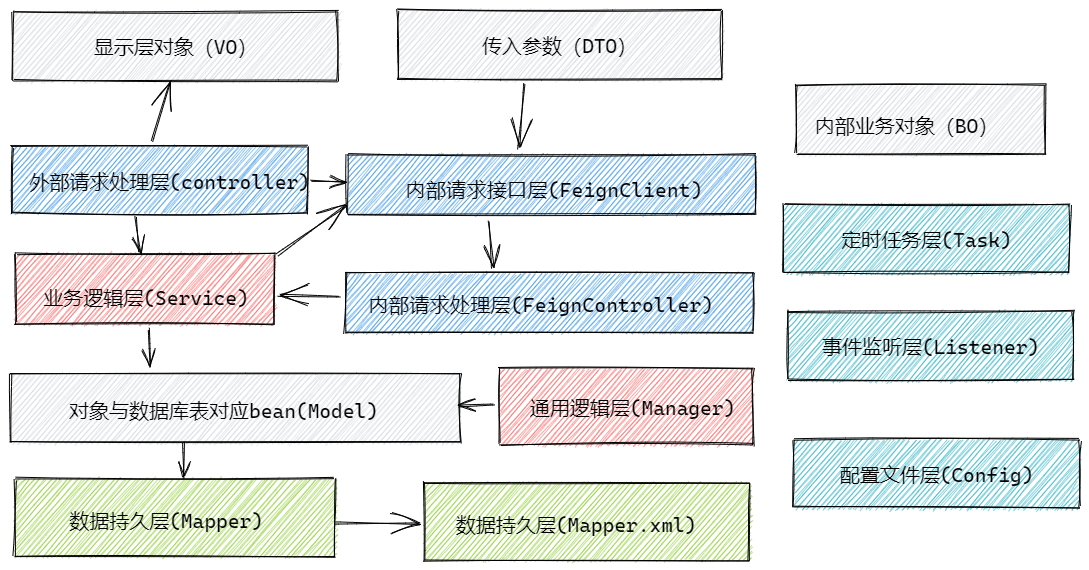 显示层对象（VO）
传入参数（DTO）
内部业务对象（BO）
外部请求处理层(controller)
内部请求接口层(FeignClient)
定时任务层(Task)
业务逻辑层(Service)
内部请求处理层(FeignController)
事件监听层(Listener)
对象与数据库表对应bean(Model)
通用逻辑层(Manager)
配置文件层(Config)
数据持久层(Mapper)
数据持久层(Mapper.xml)